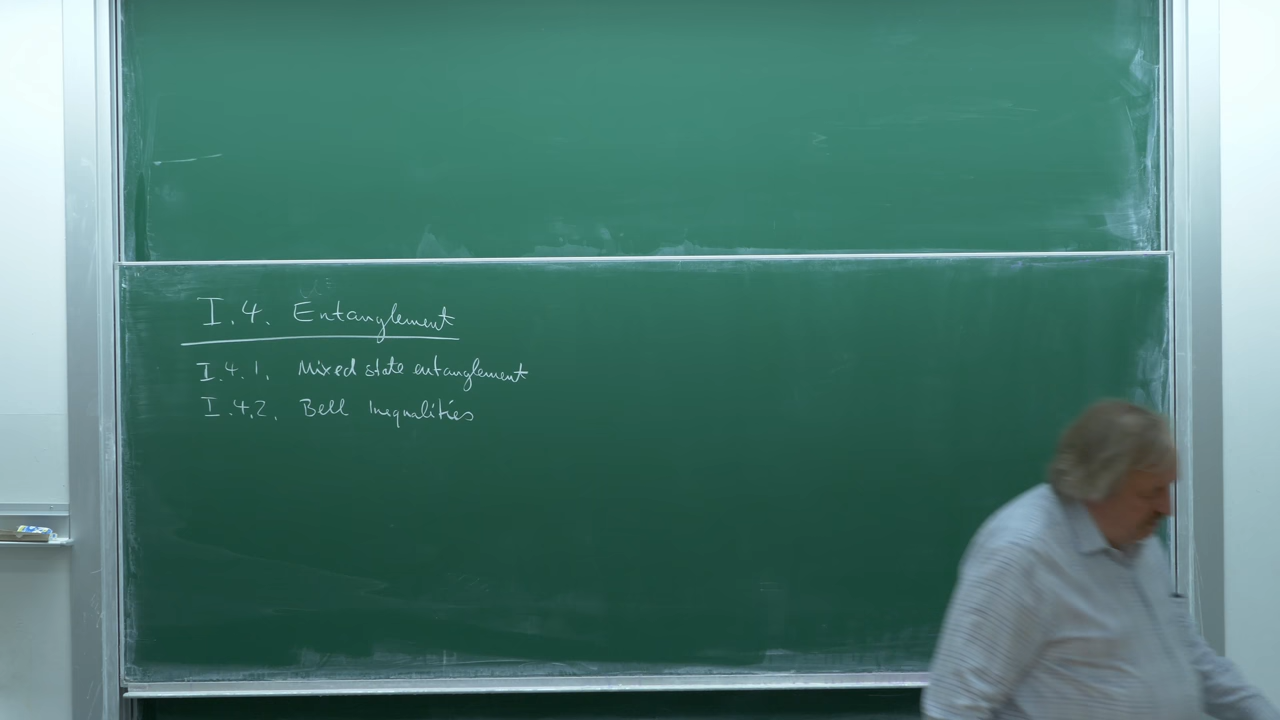 I.4. Entanglement
I.4.1. Mixed state entanglement
I.4.2. Bell Inequalities